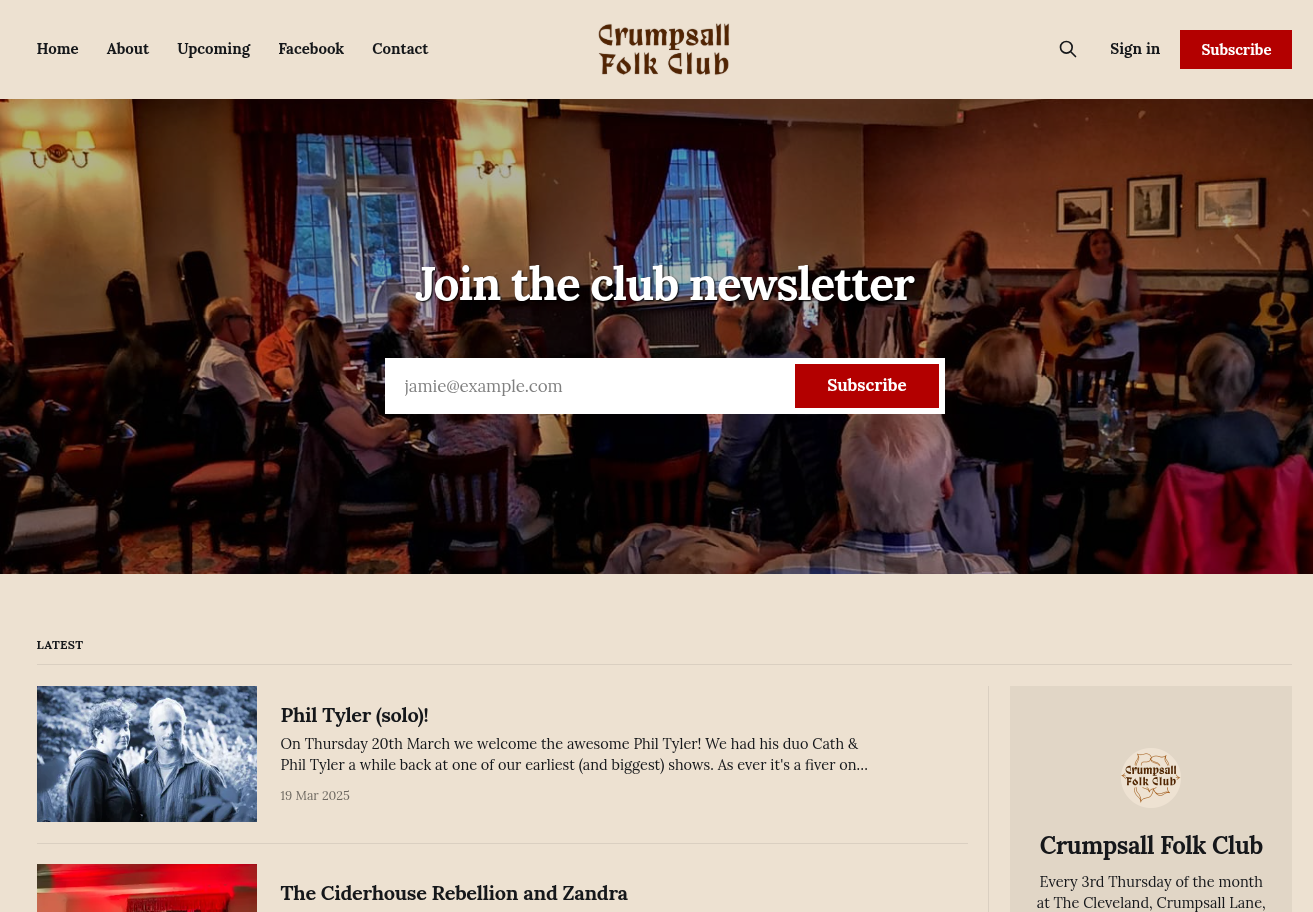 Home About Upcoming Facebook Contact
Crumpsall
Folk Club
Sign in Subscribe
Join the club newsletter
jamie@example.com Subscribe
LATEST
Phil Tyler (solo)!
On Thursday 20th March we welcome the awesome Phil Tyler! We had his duo Cath &
Phil Tyler a while back at one of our earliest (and biggest) shows. As ever it's a fiver on…
19 Mar 2025
The Ciderhouse Rebellion and Zandra
Crumpsall
Folk Club
Crumpsall Folk Club
Every 3rd Thursday of the month
at The Cleveland, Crumpsall Lane,